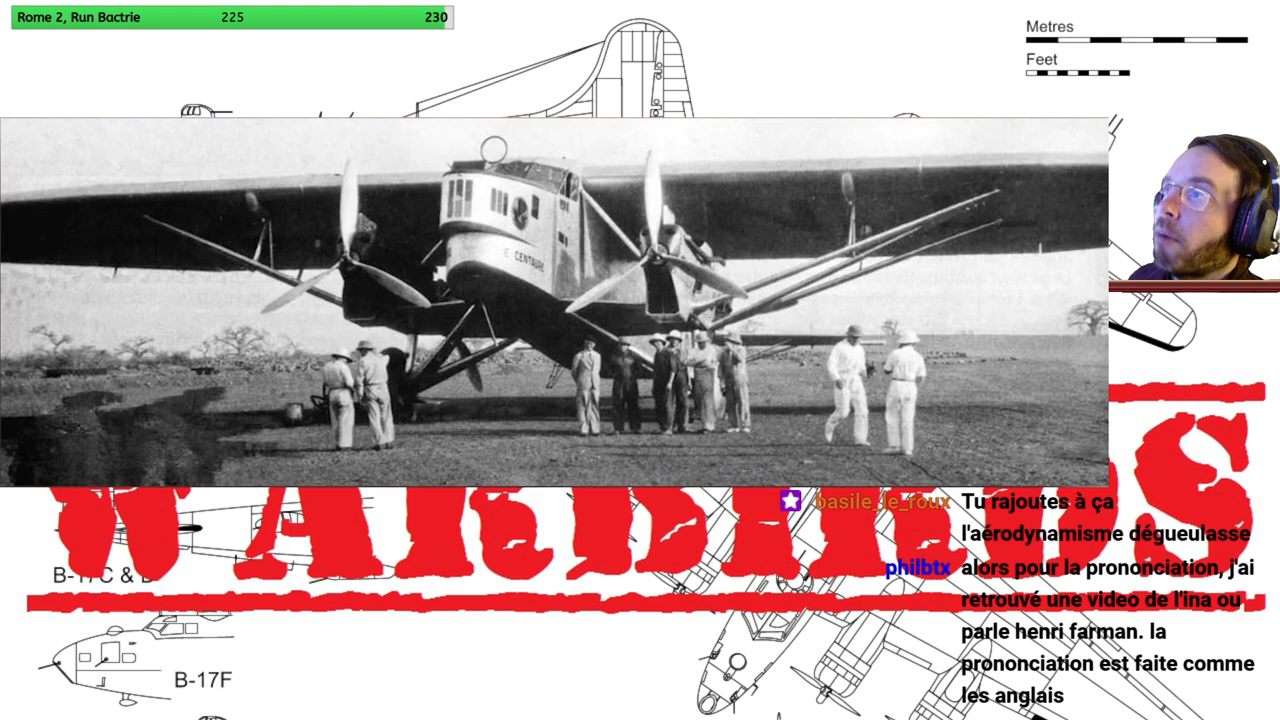 Rome 2, Run Bactrie 225 230
Metres
Feet
E CENTAURE
WARBIRDS
basile_le_roux Tu rajoutes à ça
l'aérodynamisme dégueulasse
philbtx alors pour la prononciation, j'ai
retrouvé une video de l'ina ou
parle henri farman. la
prononciation est faite comme
les anglais
B-17F